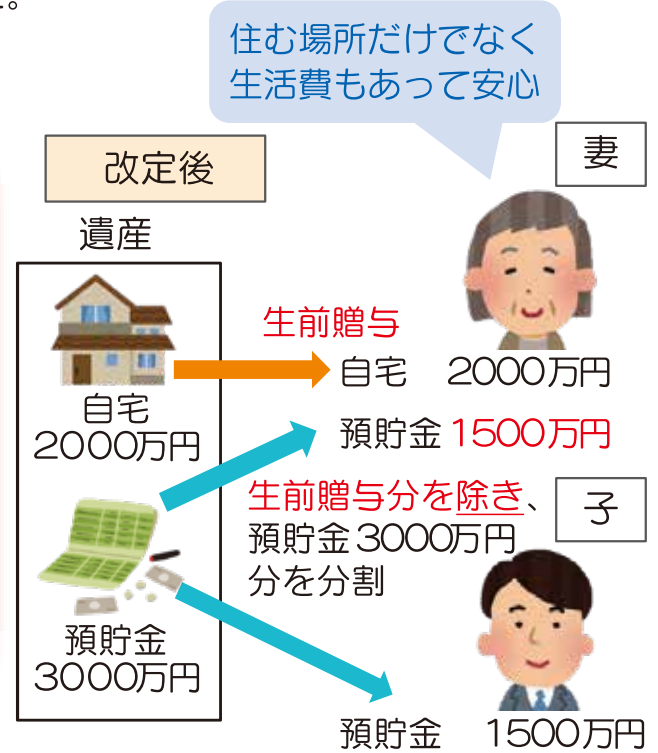 住む場所だけでなく
生活費もあって安心
改定後
妻
遺産
生前贈与
自宅 2000万円
自宅
2000万円
預貯金1500万円
生前贈与分を除き、
預貯金3000万円
分を分割
子
預貯金
3000万円
預貯金 1500万円